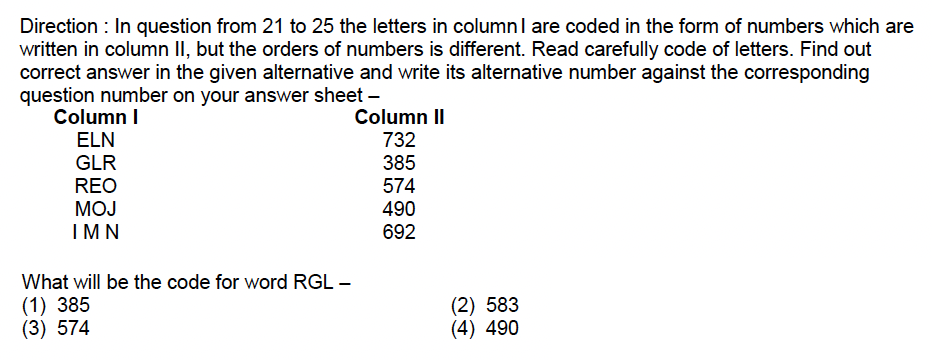 Direction : In question from 21 to 25 the letters in column I are coded in the form of numbers which are
written in column II, but the orders of numbers is different. Read carefully code of letters. Find out
correct answer in the given alternative and write its alternative number against the corresponding
question number on your answer sheet –
Column I Column II
ELN 732
GLR 385
REO 574
MOJ 490
I M N 692
What will be the code for word RGL –
(1) 385 (2) 583
(3) 574 (4) 490